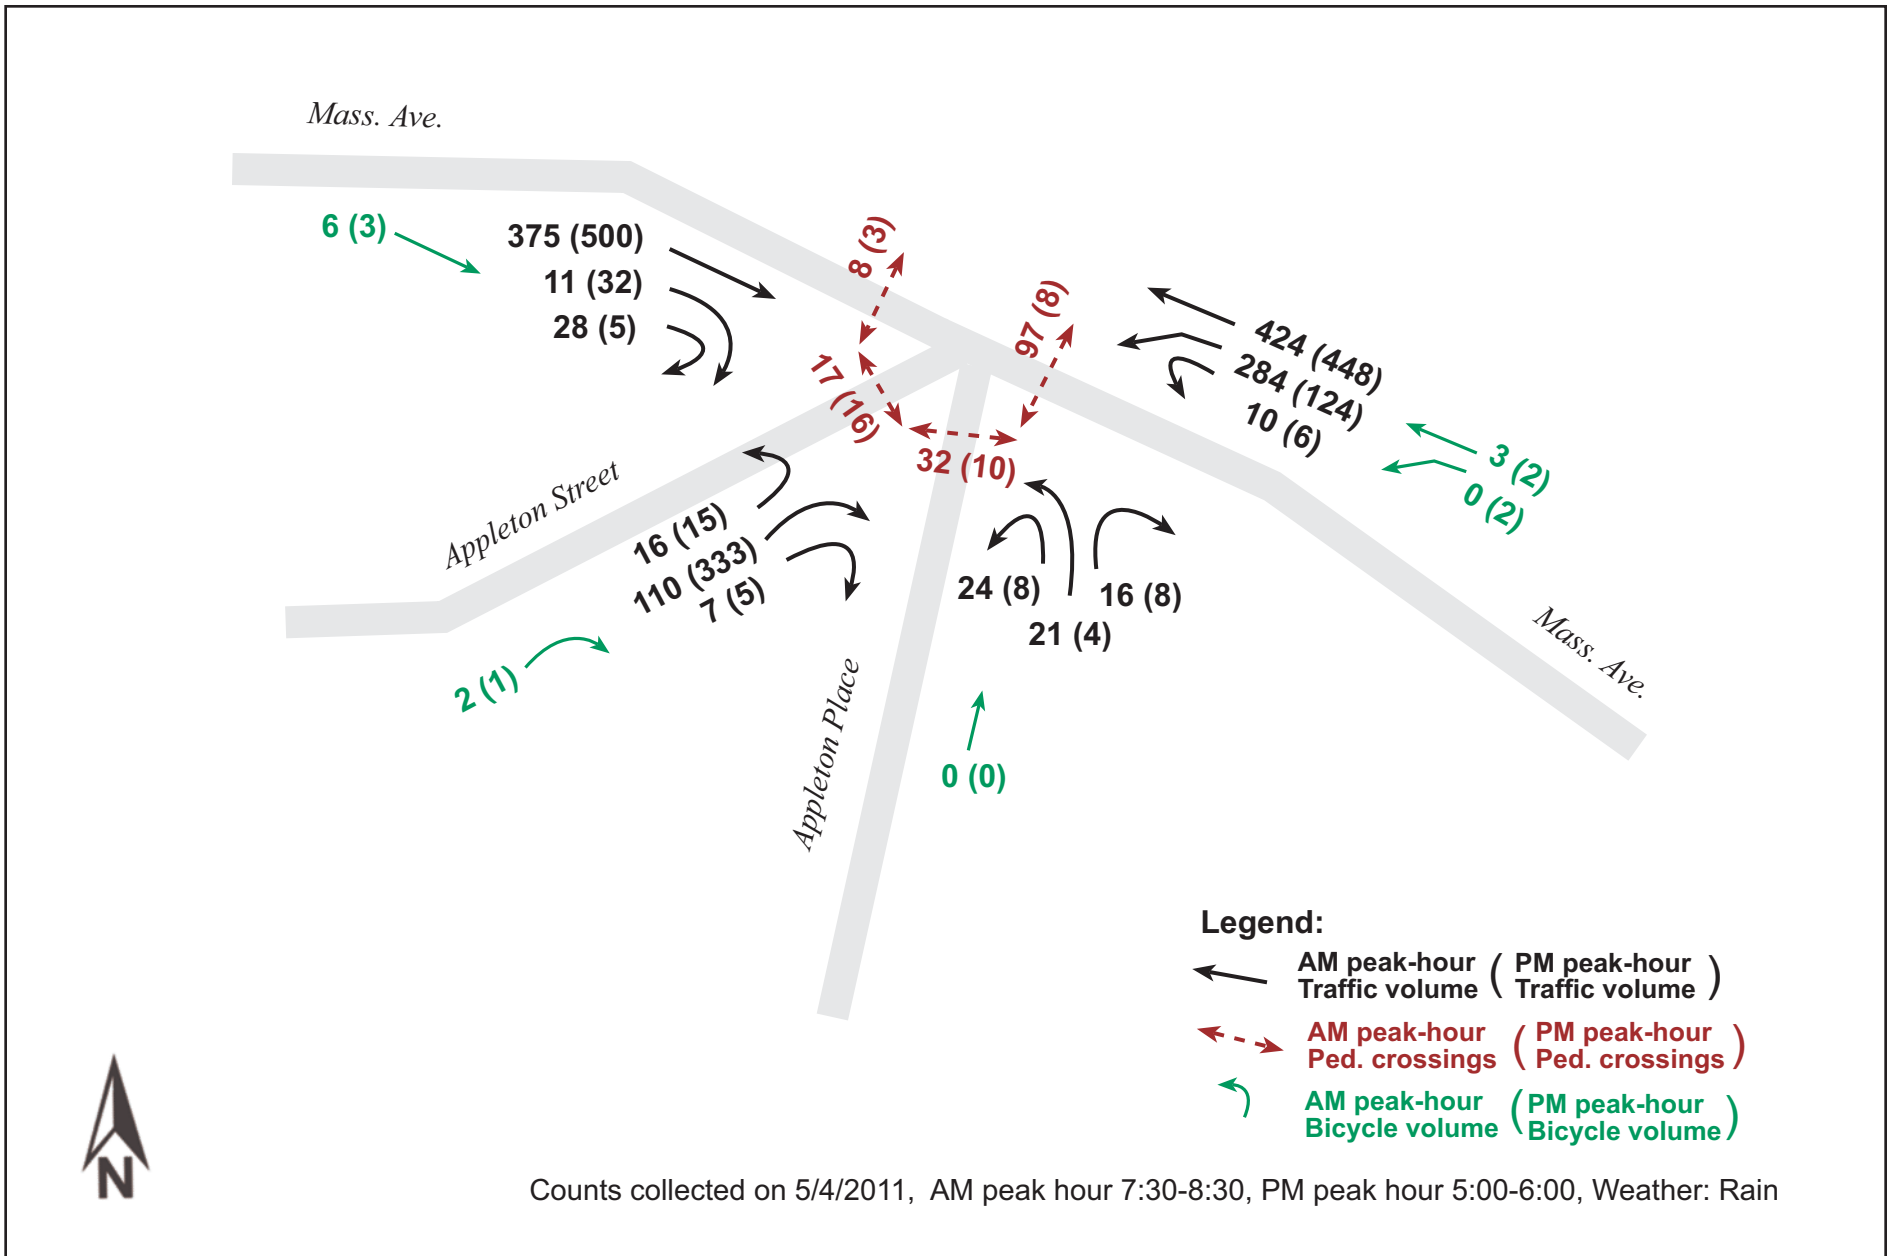 Mass. Ave.
6 (3)
375 (500)
11 (32)
28 (5)
8 (3)
97 (8)
17 (16)
32 (10)
424 (448)
284 (124)
10 (6)
3 (2)
0 (2)
Appleton Street
16 (15)
110 (333)
7 (5)
2 (1)
24 (8)
16 (8)
21 (4)
Mass. Ave.
Appleton Place
0 (0)
Legend:
AM peak-hour ( PM peak-hour )
Traffic volume Traffic volume
AM peak-hour ( PM peak-hour )
Ped. crossings Ped. crossings
AM peak-hour ( PM peak-hour )
Bicycle volume Bicycle volume
N
Counts collected on 5/4/2011, AM peak hour 7:30-8:30, PM peak hour 5:00-6:00, Weather: Rain